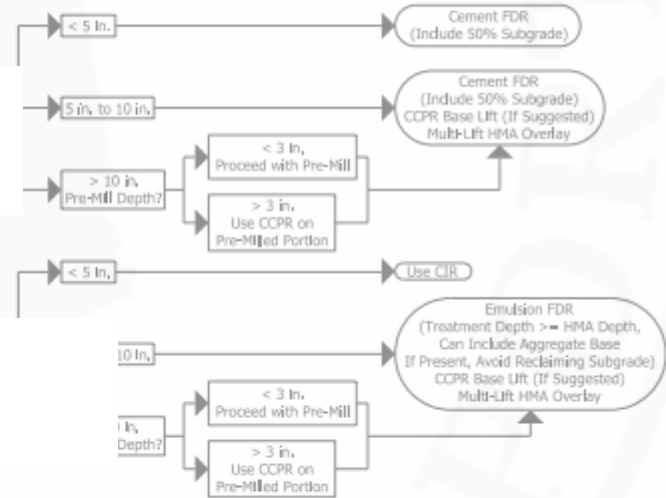 < 5 in.
Cement FDR
(Include 50% Subgrade)
5 in. to 10 in.
Cement FDR
(Include 50% Subgrade)
CCPR Base Lift (If Suggested)
Multi-Lift HMA Overlay
> 10 in.
Pre-Mill Depth?
< 3 in.
Proceed with Pre-Mill
> 3 in.
Use CCPR on
Pre-Milled Portion
< 5 in.
Use CIR
10 in.
Emulsion FDR
(Treatment Depth >= HMA Depth,
Can Include Aggregate Base
If Present, Avoid Reclaiming Subgrade)
CCPR Base Lift (If Suggested)
Multi-Lift HMA Overlay
in.
Depth?
< 3 in.
Proceed with Pre-Mill
> 3 in.
Use CCPR on
Pre-Milled Portion